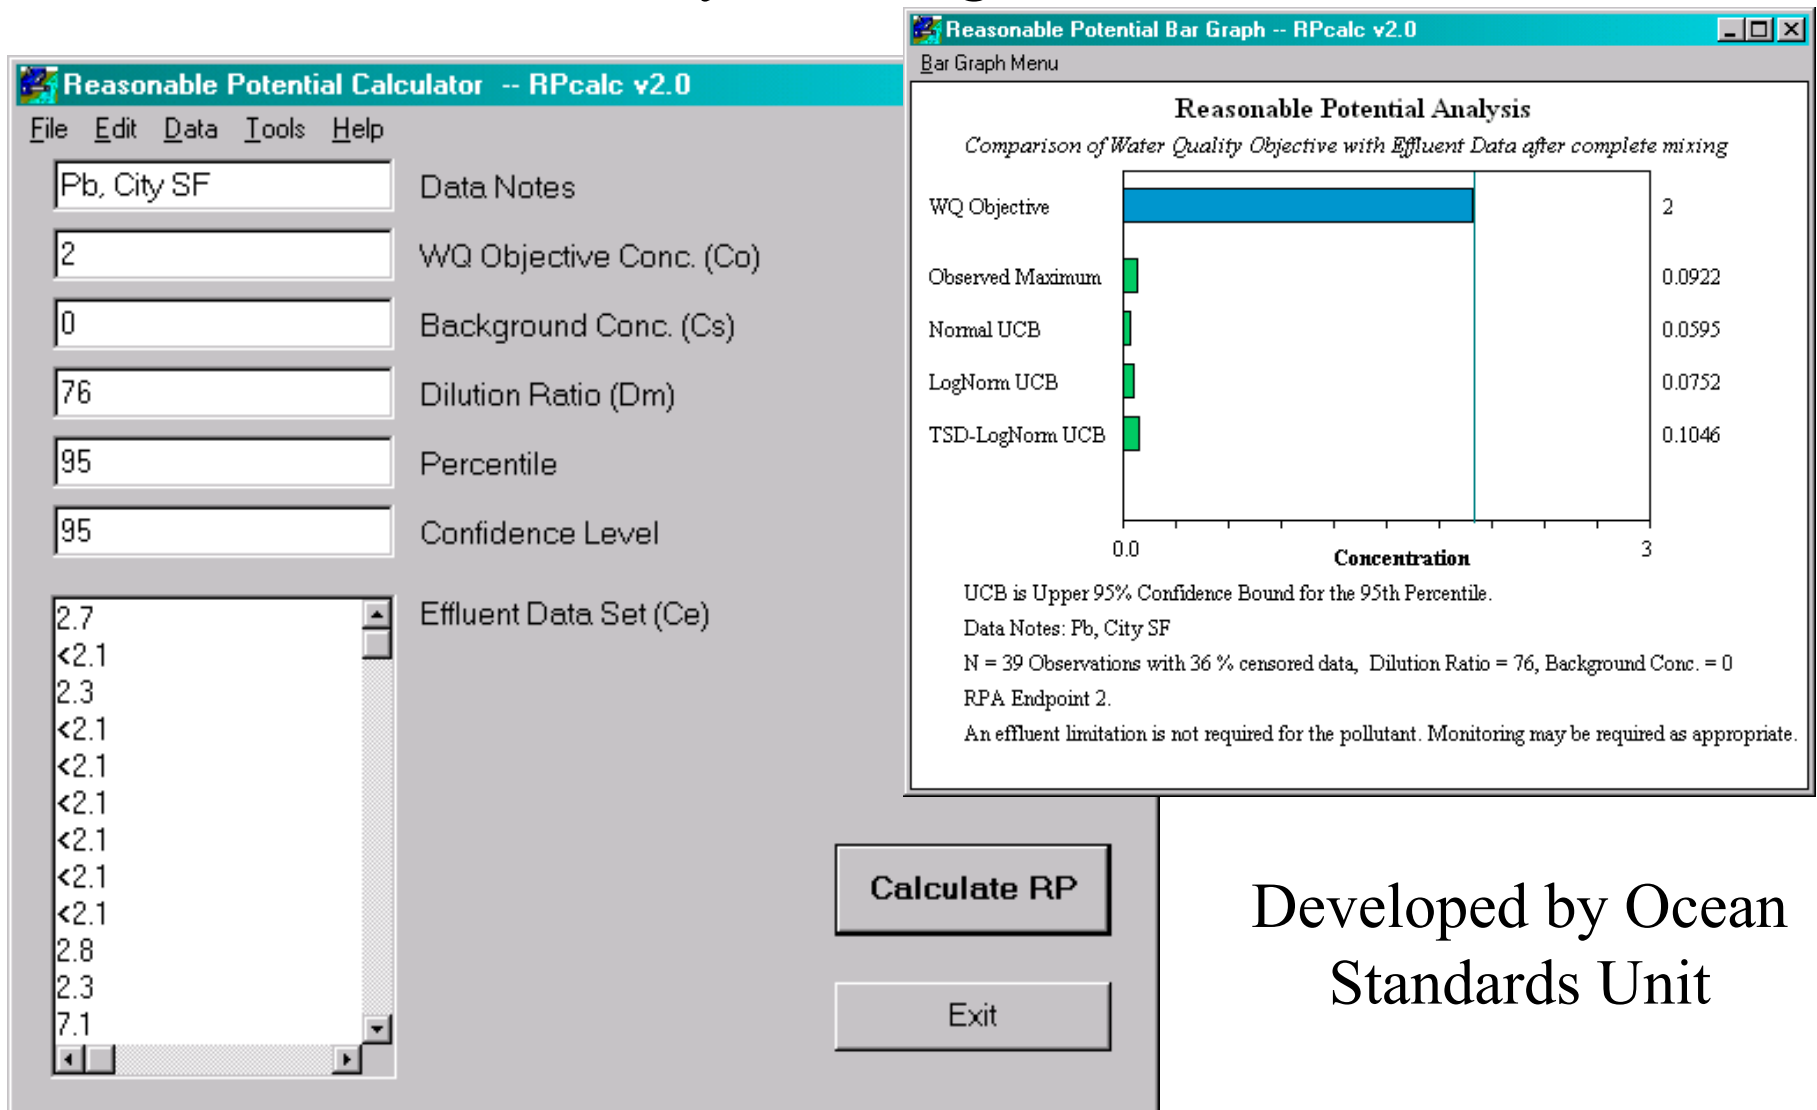 Reasonable Potential Calculator -- RPcalc v2.0
File Edit Data Tools Help
Pb, City SF Data Notes
2 WQ Objective Conc. (Co)
0 Background Conc. (Cs)
76 Dilution Ratio (Dm)
95 Percentile
95 Confidence Level
Effluent Data Set (Ce)
2.7
<2.1
2.3
<2.1
<2.1
<2.1
<2.1
<2.1
<2.1
2.8
2.3
7.1
Calculate RP
Exit
Reasonable Potential Bar Graph -- RPcalc v2.0
Bar Graph Menu
Reasonable Potential Analysis
Comparison of Water Quality Objective with Effluent Data after complete mixing
WQ Objective 2
Observed Maximum 0.0922
Normal UCB 0.0595
LogNorm UCB 0.0752
TSD-LogNorm UCB 0.1046
0.0 3
Concentration
UCB is Upper 95% Confidence Bound for the 95th Percentile.
Data Notes: Pb, City SF
N = 39 Observations with 36 % censored data, Dilution Ratio = 76, Background Conc. = 0
RPA Endpoint 2.
An effluent limitation is not required for the pollutant. Monitoring may be required as appropriate.
Developed by Ocean
Standards Unit